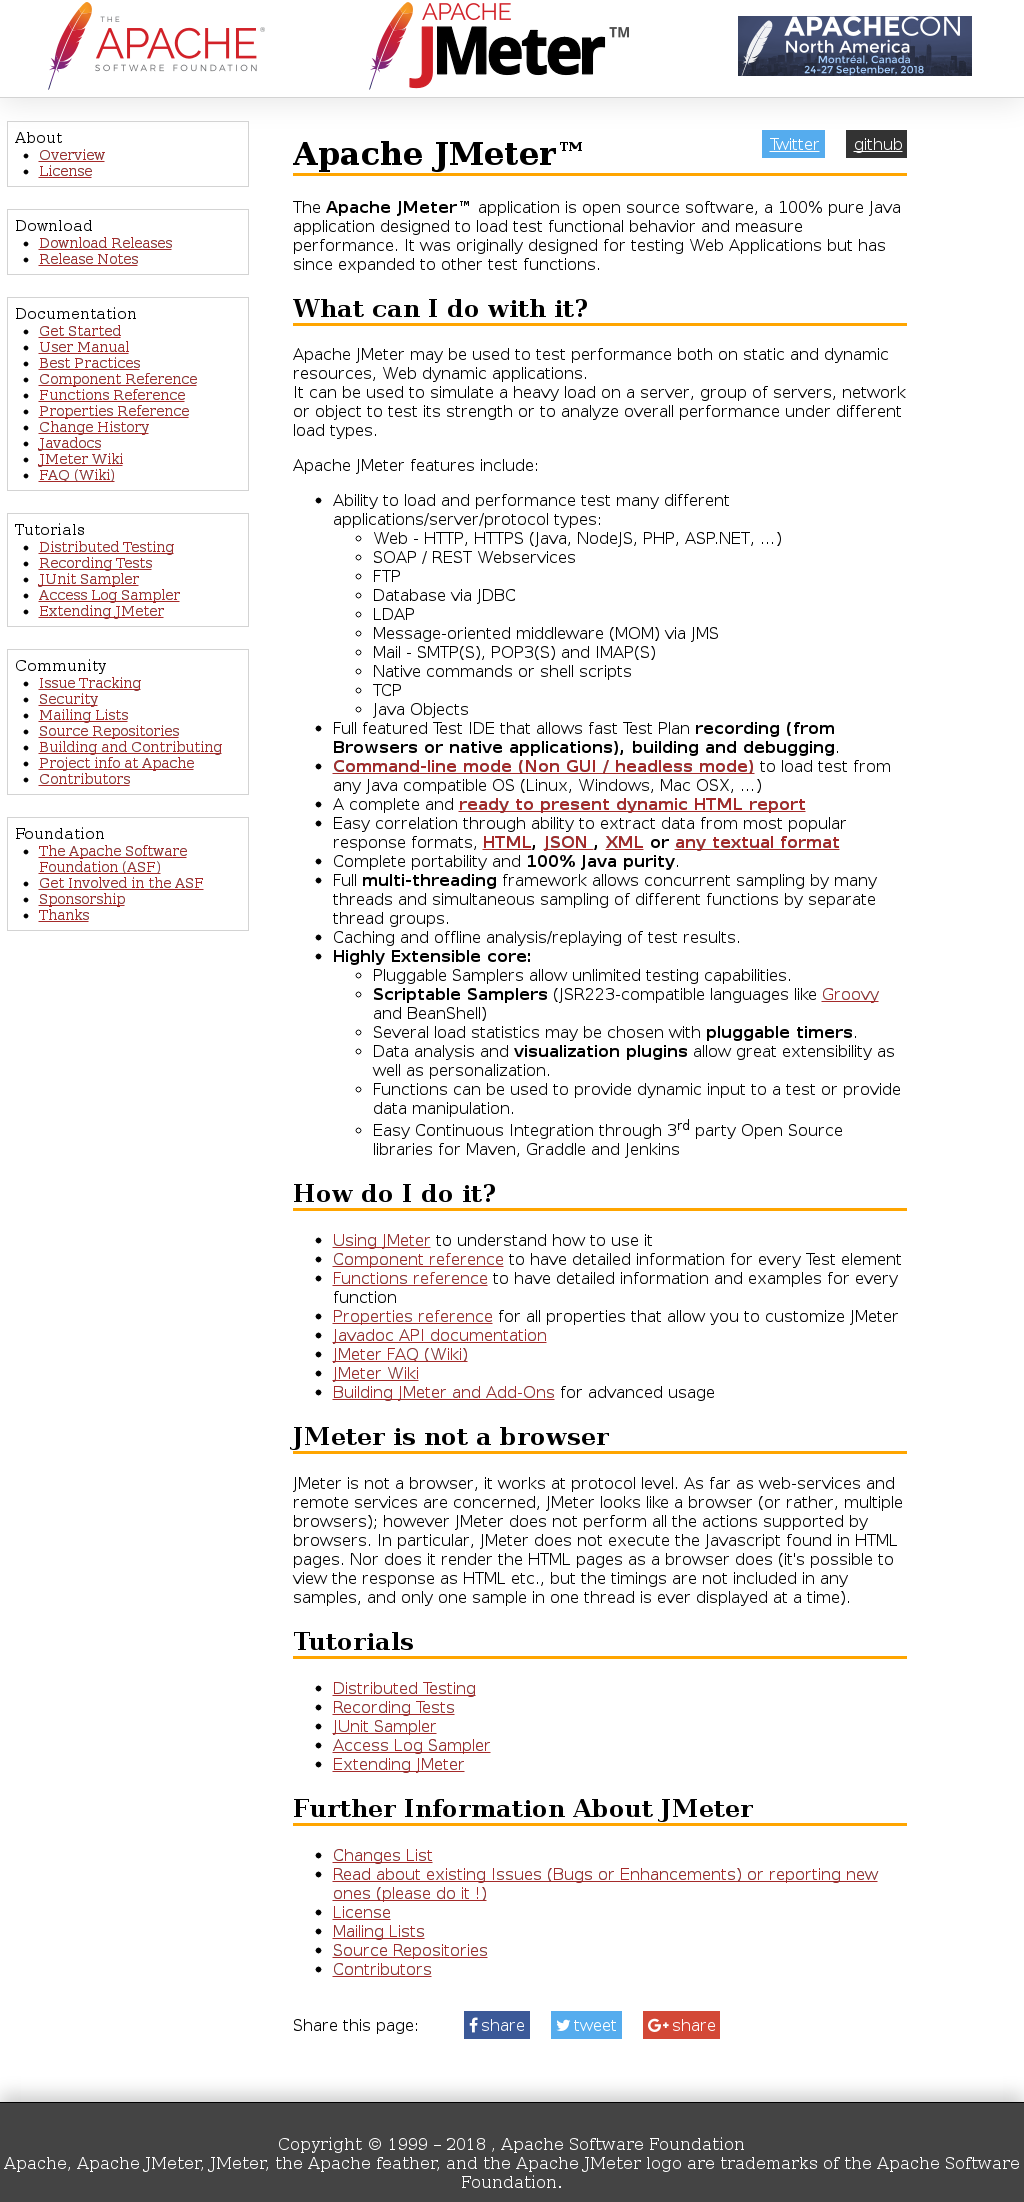 THE
APACHE®
SOFTWARE FOUNDATION
APACHE
JMeter™
APACHECON
North America
Montréal, Canada
24-27 September, 2018
About
Overview
License
Download
Download Releases
Release Notes
Documentation
Get Started
User Manual
Best Practices
Component Reference
Functions Reference
Properties Reference
Change History
Javadocs
JMeter Wiki
FAQ (Wiki)
Tutorials
Distributed Testing
Recording Tests
JUnit Sampler
Access Log Sampler
Extending JMeter
Community
Issue Tracking
Security
Mailing Lists
Source Repositories
Building and Contributing
Project info at Apache
Contributors
Foundation
The Apache Software
Foundation (ASF)
Get Involved in the ASF
Sponsorship
Thanks
Twitter
github
Apache JMeter™
The Apache JMeter™ application is open source software, a 100% pure Java
application designed to load test functional behavior and measure
performance. It was originally designed for testing Web Applications but has
since expanded to other test functions.
What can I do with it?
Apache JMeter may be used to test performance both on static and dynamic
resources, Web dynamic applications.
It can be used to simulate a heavy load on a server, group of servers, network
or object to test its strength or to analyze overall performance under different
load types.
Apache JMeter features include:
Ability to load and performance test many different
applications/server/protocol types:
Web - HTTP, HTTPS (Java, NodeJS, PHP, ASP.NET, ...)
SOAP / REST Webservices
FTP
Database via JDBC
LDAP
Message-oriented middleware (MOM) via JMS
Mail - SMTP(S), POP3(S) and IMAP(S)
Native commands or shell scripts
TCP
Java Objects
Full featured Test IDE that allows fast Test Plan recording (from
Browsers or native applications), building and debugging.
Command-line mode (Non GUI / headless mode) to load test from
any Java compatible OS (Linux, Windows, Mac OSX, ...)
A complete and ready to present dynamic HTML report
Easy correlation through ability to extract data from most popular
response formats, HTML, JSON , XML or any textual format
Complete portability and 100% Java purity.
Full multi-threading framework allows concurrent sampling by many
threads and simultaneous sampling of different functions by separate
thread groups.
Caching and offline analysis/replaying of test results.
Highly Extensible core:
Pluggable Samplers allow unlimited testing capabilities.
Scriptable Samplers (JSR223-compatible languages like Groovy
and BeanShell)
Several load statistics may be chosen with pluggable timers.
Data analysis and visualization plugins allow great extensibility as
well as personalization.
Functions can be used to provide dynamic input to a test or provide
data manipulation.
Easy Continuous Integration through 3rd party Open Source
libraries for Maven, Graddle and Jenkins
How do I do it?
Using JMeter to understand how to use it
Component reference to have detailed information for every Test element
Functions reference to have detailed information and examples for every
function
Properties reference for all properties that allow you to customize JMeter
Javadoc API documentation
JMeter FAQ (Wiki)
JMeter Wiki
Building JMeter and Add-Ons for advanced usage
JMeter is not a browser
JMeter is not a browser, it works at protocol level. As far as web-services and
remote services are concerned, JMeter looks like a browser (or rather, multiple
browsers); however JMeter does not perform all the actions supported by
browsers. In particular, JMeter does not execute the Javascript found in HTML
pages. Nor does it render the HTML pages as a browser does (it's possible to
view the response as HTML etc., but the timings are not included in any
samples, and only one sample in one thread is ever displayed at a time).
Tutorials
Distributed Testing
Recording Tests
JUnit Sampler
Access Log Sampler
Extending JMeter
Further Information About JMeter
Changes List
Read about existing Issues (Bugs or Enhancements) or reporting new
ones (please do it !)
License
Mailing Lists
Source Repositories
Contributors
Share this page: share tweet share
Copyright © 1999 – 2018 , Apache Software Foundation
Apache, Apache JMeter, JMeter, the Apache feather, and the Apache JMeter logo are trademarks of the Apache Software
Foundation.